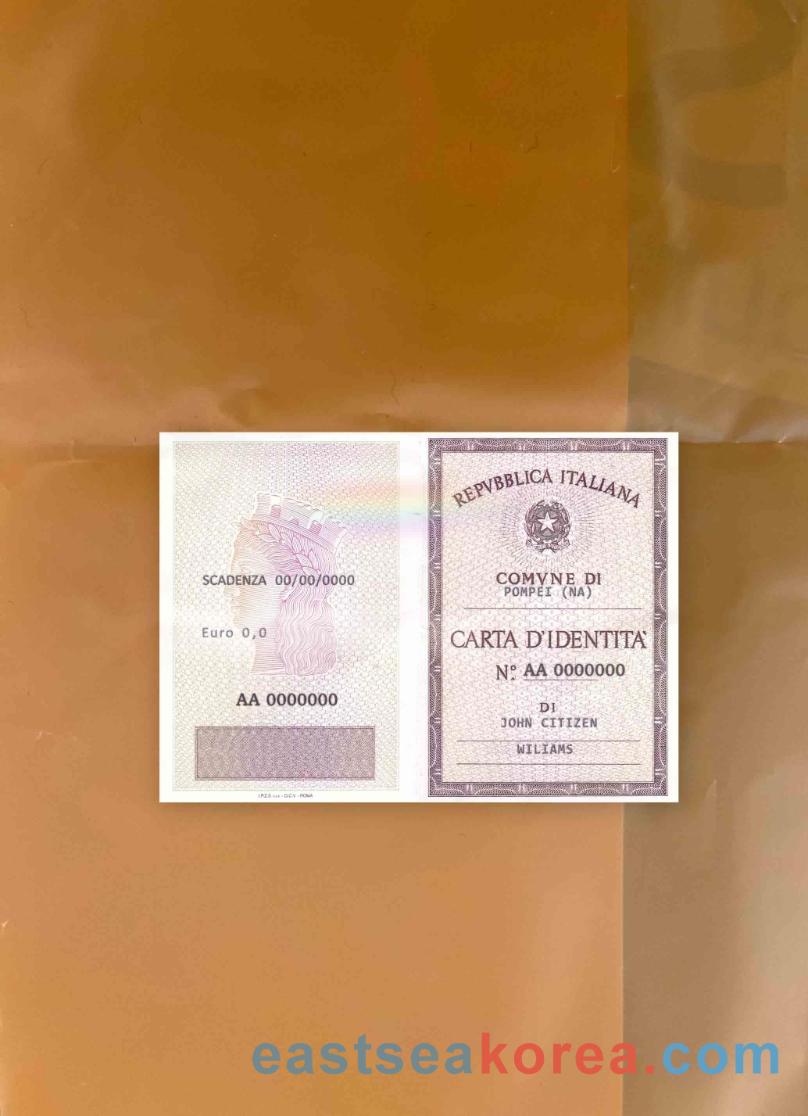 SCADENZA 00/00/0000
Euro 0,0
AA 0000000
I.P.Z.S. S.p.A. - O.C.V. - ROMA
REPVBBLICA ITALIANA
COMVNE DI
POMPEI (NA)
CARTA D'IDENTITA'
N° AA 0000000
DI
JOHN CITIZEN
WILIAMS
eastseakorea.com